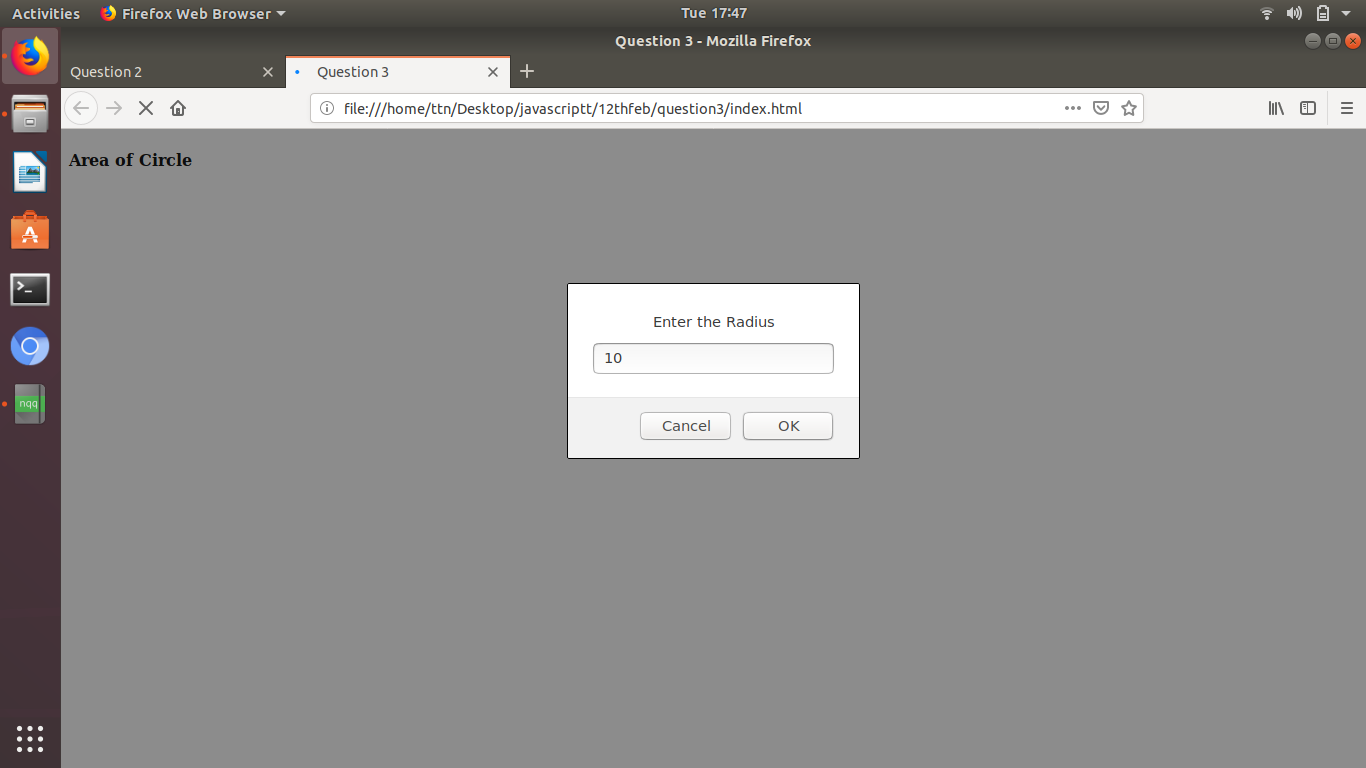 Activities Firefox Web Browser Tue 17:47
Question 3 - Mozilla Firefox
Question 2 Question 3
file:///home/ttn/Desktop/javascriptt/12thfeb/question3/index.html
Area of Circle
Enter the Radius
10
Cancel OK
nqq